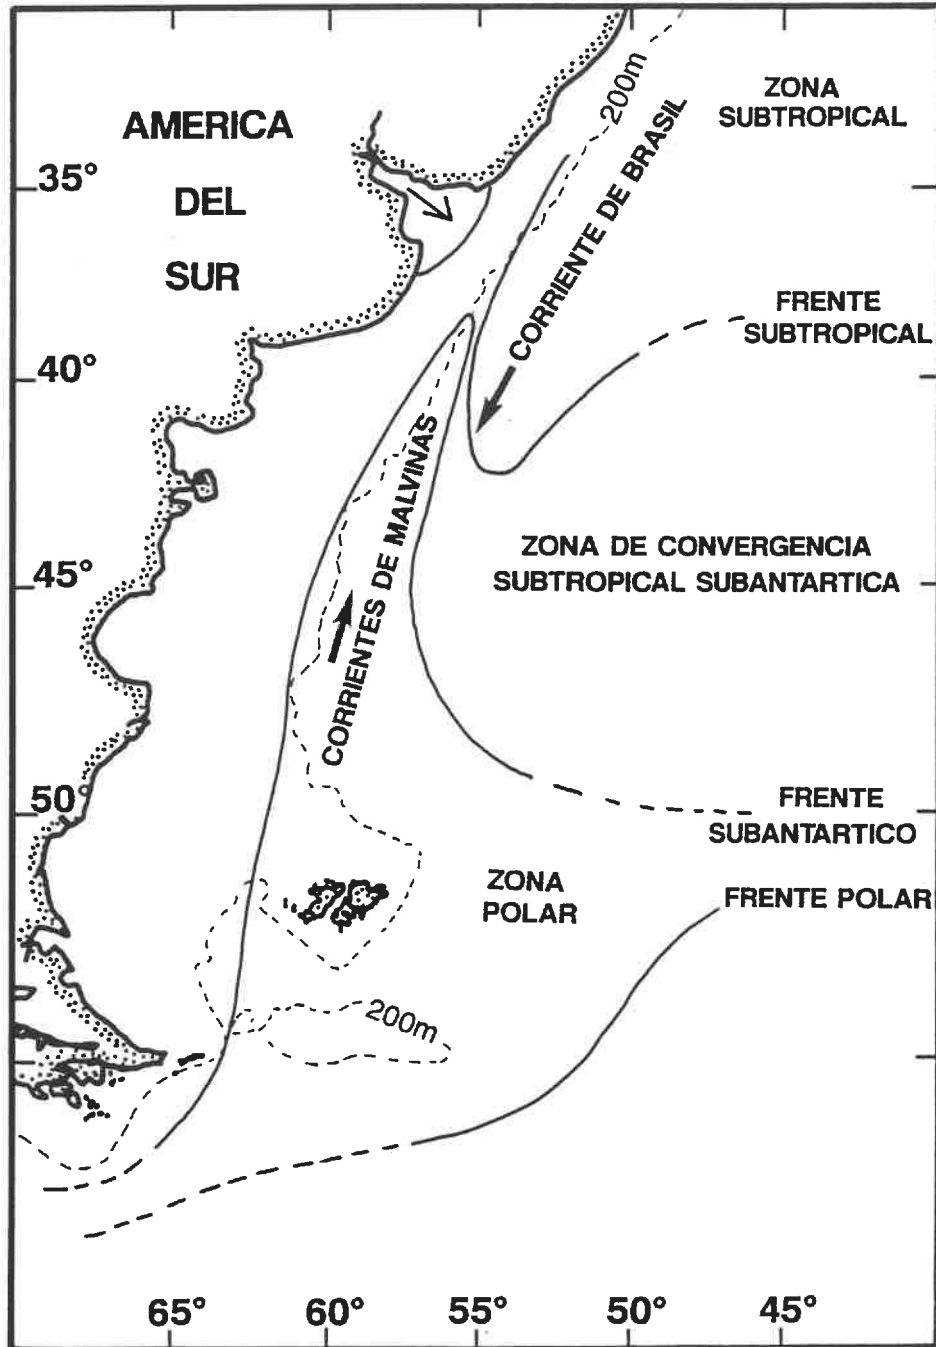 200m
ZONA
SUBTROPICAL
AMERICA
DEL
SUR
35°
CORRIENTE DE BRASIL
FRENTE
SUBTROPICAL
40°
CORRIENTES DE MALVINAS
ZONA DE CONVERGENCIA
SUBTROPICAL SUBANTARTICA
45°
50°
FRENTE
SUBANTARTICO
ZONA
POLAR
FRENTE POLAR
200m
65°
60°
55°
50°
45°